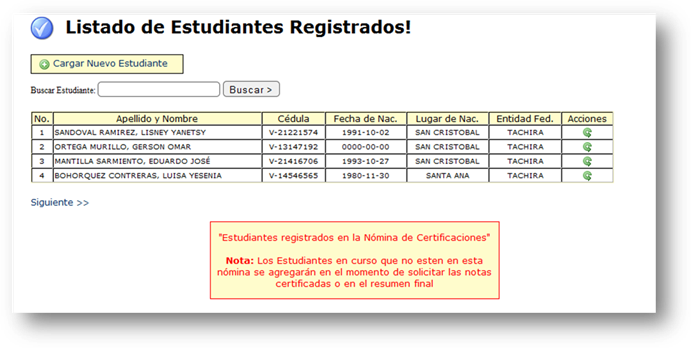 Listado de Estudiantes Registrados!
Cargar Nuevo Estudiante
Buscar Estudiante: Buscar >
No. Apellido y Nombre Cédula Fecha de Nac. Lugar de Nac. Entidad Fed. Acciones
1 SANDOVAL RAMIREZ, LISNEY YANETSY V-21221574 1991-10-02 SAN CRISTOBAL TACHIRA
2 ORTEGA MURILLO, GERSON OMAR V-13147192 0000-00-00 SAN CRISTOBAL TACHIRA
3 MANTILLA SARMIENTO, EDUARDO JOSÉ V-21416706 1993-10-27 SAN CRISTOBAL TACHIRA
4 BOHORQUEZ CONTRERAS, LUISA YESENIA V-14546565 1980-11-30 SANTA ANA TACHIRA
Siguiente >>
"Estudiantes registrados en la Nómina de Certificaciones"
Nota: Los Estudiantes en curso que no esten en esta
nómina se agregarán en el momento de solicitar las notas
certificadas o en el resumen final